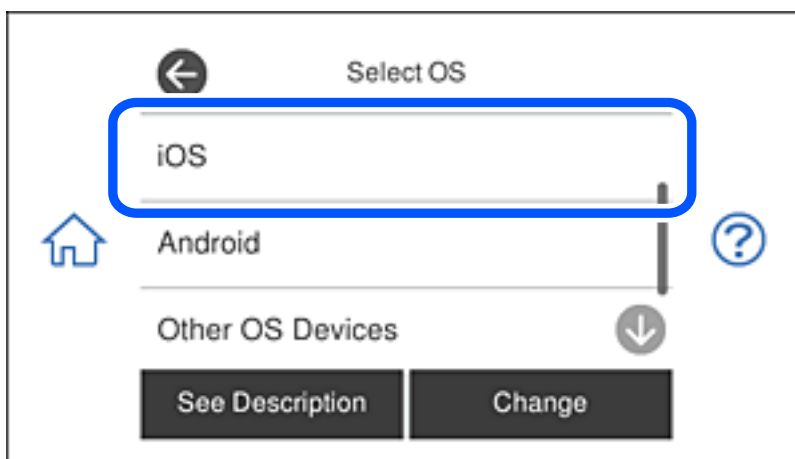 Select OS
iOS
Android
Other OS Devices
See Description
Change